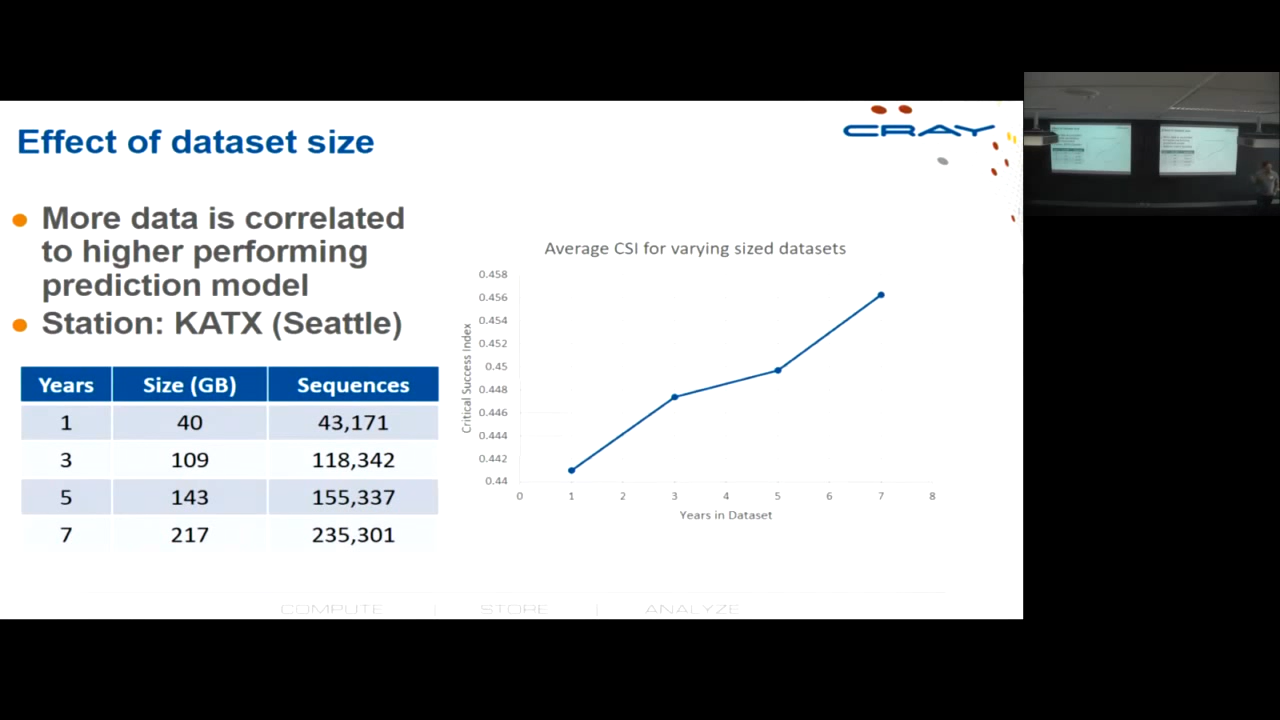 Effect of dataset size
CRAY
More data is correlated
to higher performing
prediction model
Station: KATX (Seattle)
Years Size (GB) Sequences
1 40 43,171
3 109 118,342
5 143 155,337
7 217 235,301
Average CSI for varying sized datasets
Critical Success Index
0.458
0.456
0.454
0.452
0.45
0.448
0.446
0.444
0.442
0.44
0 1 2 3 4 5 6 7 8
Years in Dataset
COMPUTE | STORE | ANALYZE